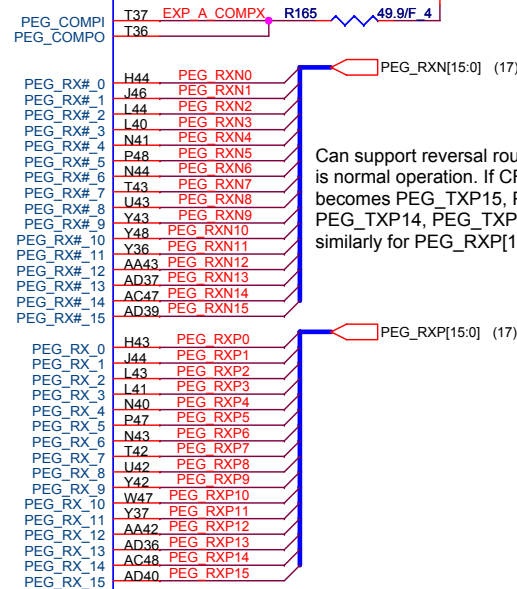 PEG_COMPI T37 EXP_A_COMPX R165 49.9/F_4
PEG_COMPO T36
PEG_RX#_0 H44 PEG_RXN0 PEG_RXN[15:0] (17)
PEG_RX#_1 J46 PEG_RXN1
PEG_RX#_2 L44 PEG_RXN2
PEG_RX#_3 L40 PEG_RXN3
PEG_RX#_4 N41 PEG_RXN4
PEG_RX#_5 P48 PEG_RXN5
PEG_RX#_6 N44 PEG_RXN6
PEG_RX#_7 T43 PEG_RXN7
PEG_RX#_8 U43 PEG_RXN8
PEG_RX#_9 Y43 PEG_RXN9
PEG_RX#_10 Y48 PEG_RXN10
PEG_RX#_11 Y36 PEG_RXN11
PEG_RX#_12 AA43 PEG_RXN12
PEG_RX#_13 AD37 PEG_RXN13
PEG_RX#_14 AC47 PEG_RXN14
PEG_RX#_15 AD39 PEG_RXN15
Can support reversal rou
is normal operation. If CF
becomes PEG_TXP15, P
PEG_TXP14, PEG_TXP
similarly for PEG_RXP[1
PEG_RX_0 H43 PEG_RXP0 PEG_RXP[15:0] (17)
PEG_RX_1 J44 PEG_RXP1
PEG_RX_2 L43 PEG_RXP2
PEG_RX_3 L41 PEG_RXP3
PEG_RX_4 N40 PEG_RXP4
PEG_RX_5 P47 PEG_RXP5
PEG_RX_6 N43 PEG_RXP6
PEG_RX_7 T42 PEG_RXP7
PEG_RX_8 U42 PEG_RXP8
PEG_RX_9 Y42 PEG_RXP9
PEG_RX_10 W47 PEG_RXP10
PEG_RX_11 Y37 PEG_RXP11
PEG_RX_12 AA42 PEG_RXP12
PEG_RX_13 AD36 PEG_RXP13
PEG_RX_14 AC48 PEG_RXP14
PEG_RX_15 AD40 PEG_RXP15